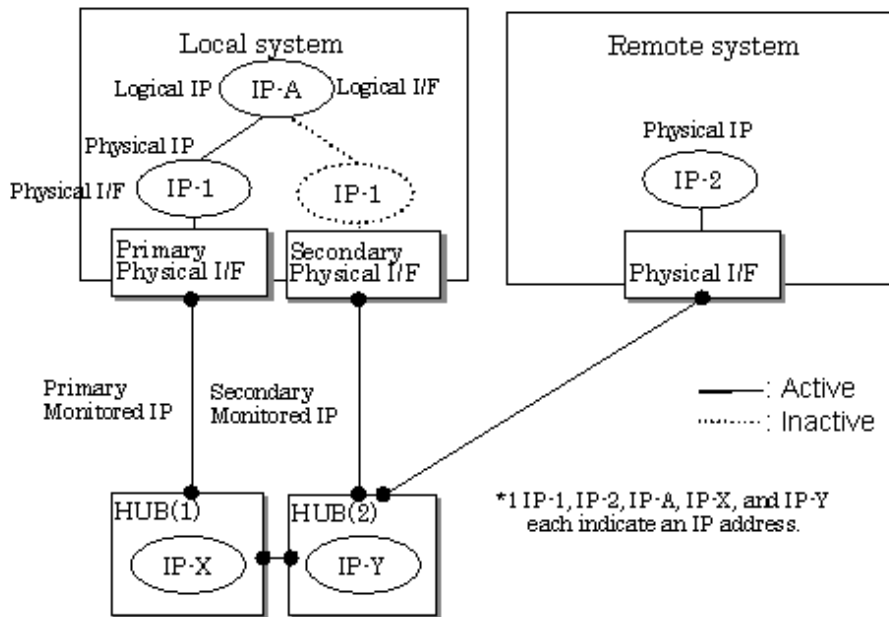 Local system
Logical IP
IP-A
Logical I/F
Physical IP
Physical I/F
IP-1
IP-1
Primary
Physical I/F
Secondary
Physical I/F
Remote system
Physical IP
IP-2
Physical I/F
Primary
Monitored IP
Secondary
Monitored IP
: Active
: Inactive
HUB(1)
IP-X
HUB(2)
IP-Y
*1 IP-1, IP-2, IP-A, IP-X, and IP-Y
each indicate an IP address.